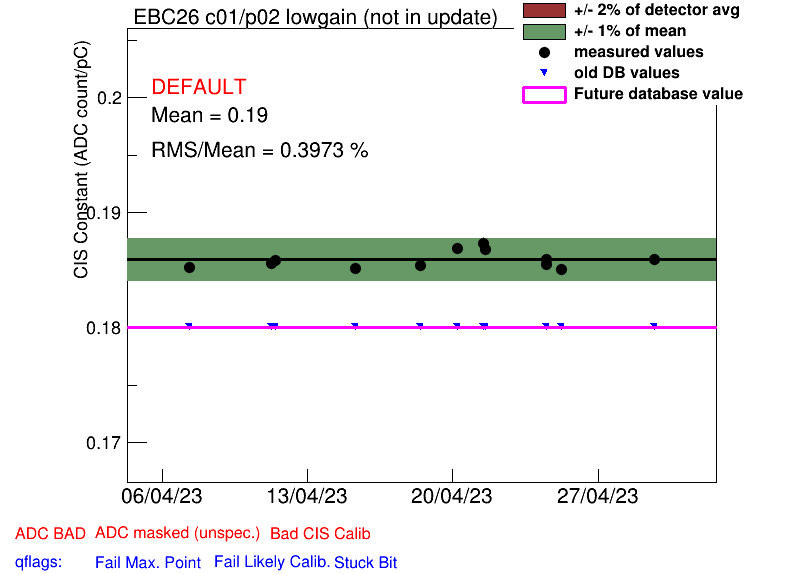 EBC26 c01/p02 lowgain (not in update)
+/- 2% of detector avg
+/- 1% of mean
measured values
old DB values
Future database value
DEFAULT
Mean = 0.19
RMS/Mean = 0.3973 %
CIS Constant (ADC count/pC)
0.2
0.19
0.18
0.17
06/04/23 13/04/23 20/04/23 27/04/23
ADC BAD ADC masked (unspec.) Bad CIS Calib
qflags: Fail Max. Point Fail Likely Calib. Stuck Bit